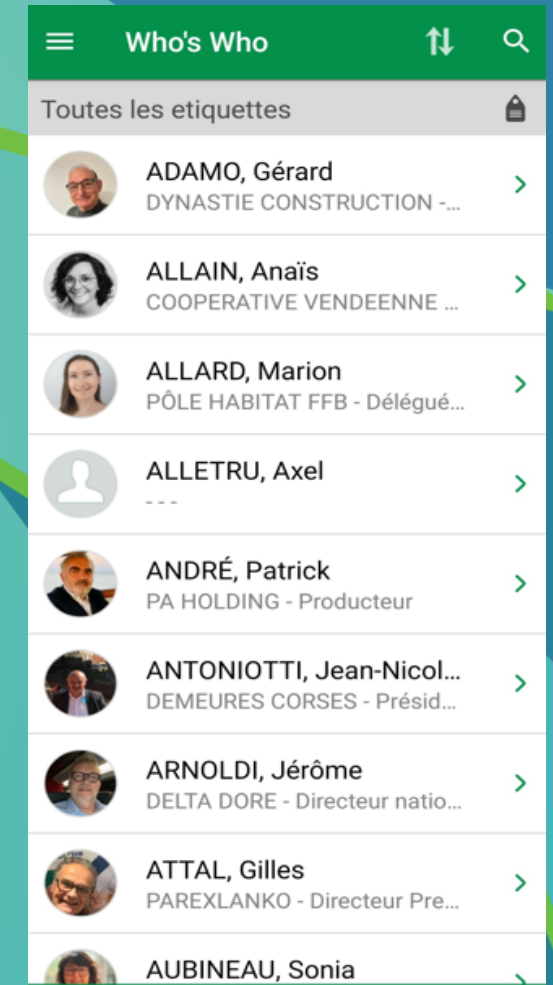 Who's Who
Toutes les etiquettes
ADAMO, Gérard
DYNASTIE CONSTRUCTION -...
ALLAIN, Anaïs
COOPERATIVE VENDEENNE ...
ALLARD, Marion
PÔLE HABITAT FFB - Délégué...
ALLETRU, Axel
- - -
ANDRÉ, Patrick
PA HOLDING - Producteur
ANTONIOTTI, Jean-Nicol...
DEMEURES CORSES - Présid...
ARNOLDI, Jérôme
DELTA DORE - Directeur natio...
ATTAL, Gilles
PAREXLANKO - Directeur Pre...
AUBINEAU, Sonia